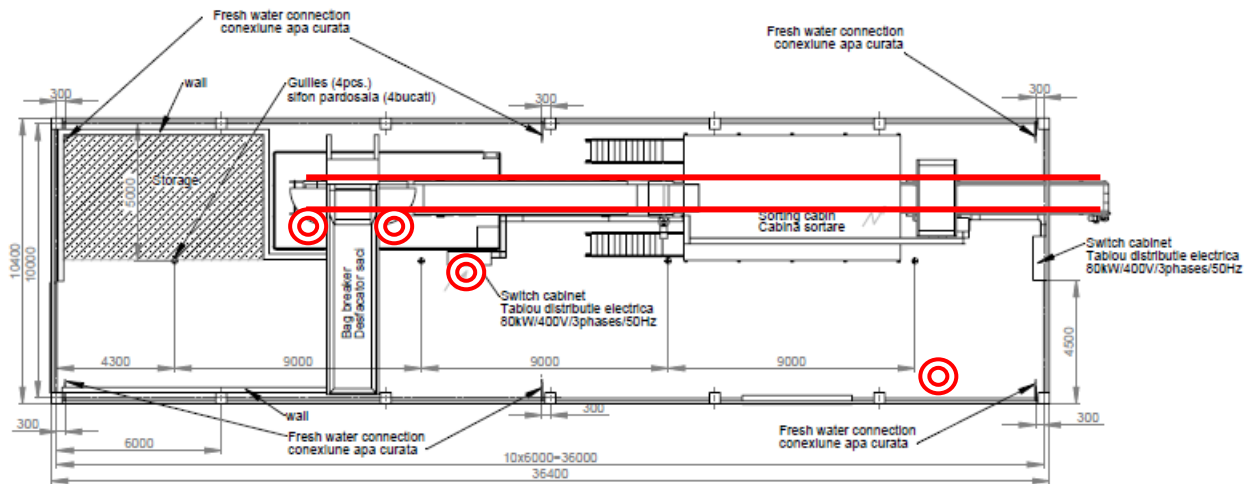 Fresh water connection
conexiune apa curata
Fresh water connection
conexiune apa curata
wall
Guilles (4pcs.)
sifon pardosala (4bucati)
300
300
300
Storage
5000
10400
10000
Sorting cabin
Cabina sortare
Switch cabinet
Tablou distributie electrica
80kW/400V/3phases/50Hz
Switch cabinet
Tablou distributie electrica
80kW/400V/3phases/50Hz
Bag breaker
Desfacator saci
4300
9000
9000
9000
4500
wall
300
300
300
Fresh water connection
conexiune apa curata
Fresh water connection
conexiune apa curata
6000
10x6000=36000
36400